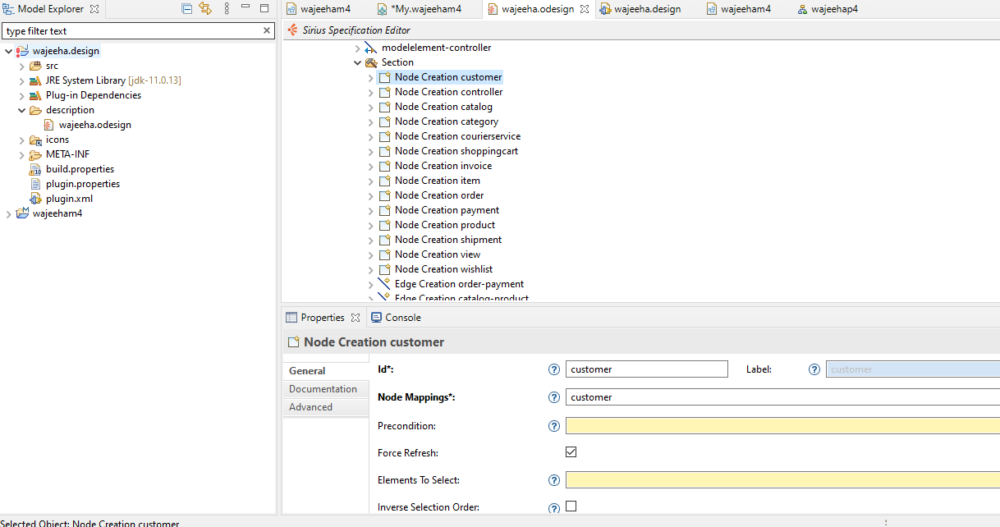 Model Explorer
wajeeham4
*My.wajeeham4
wajeeha.odesign
wajeeha.design
wajeeham4
wajeehap4
type filter text
Sirius Specification Editor
wajeeha.design
src
JRE System Library [jdk-11.0.13]
Plug-in Dependencies
description
wajeeha.odesign
icons
META-INF
build.properties
plugin.properties
plugin.xml
wajeeham4
modelelement-controller
Section
Node Creation customer
Node Creation controller
Node Creation catalog
Node Creation category
Node Creation courierservice
Node Creation shoppingcart
Node Creation invoice
Node Creation item
Node Creation order
Node Creation payment
Node Creation product
Node Creation shipment
Node Creation view
Node Creation wishlist
Edge Creation order-payment
Edge Creation catalog-product
Properties
Console
Node Creation customer
General
Documentation
Advanced
Id*:
customer
Label:
customer
Node Mappings*:
customer
Precondition:
Force Refresh:
Elements To Select:
Inverse Selection Order:
Selected Object: Node Creation customer